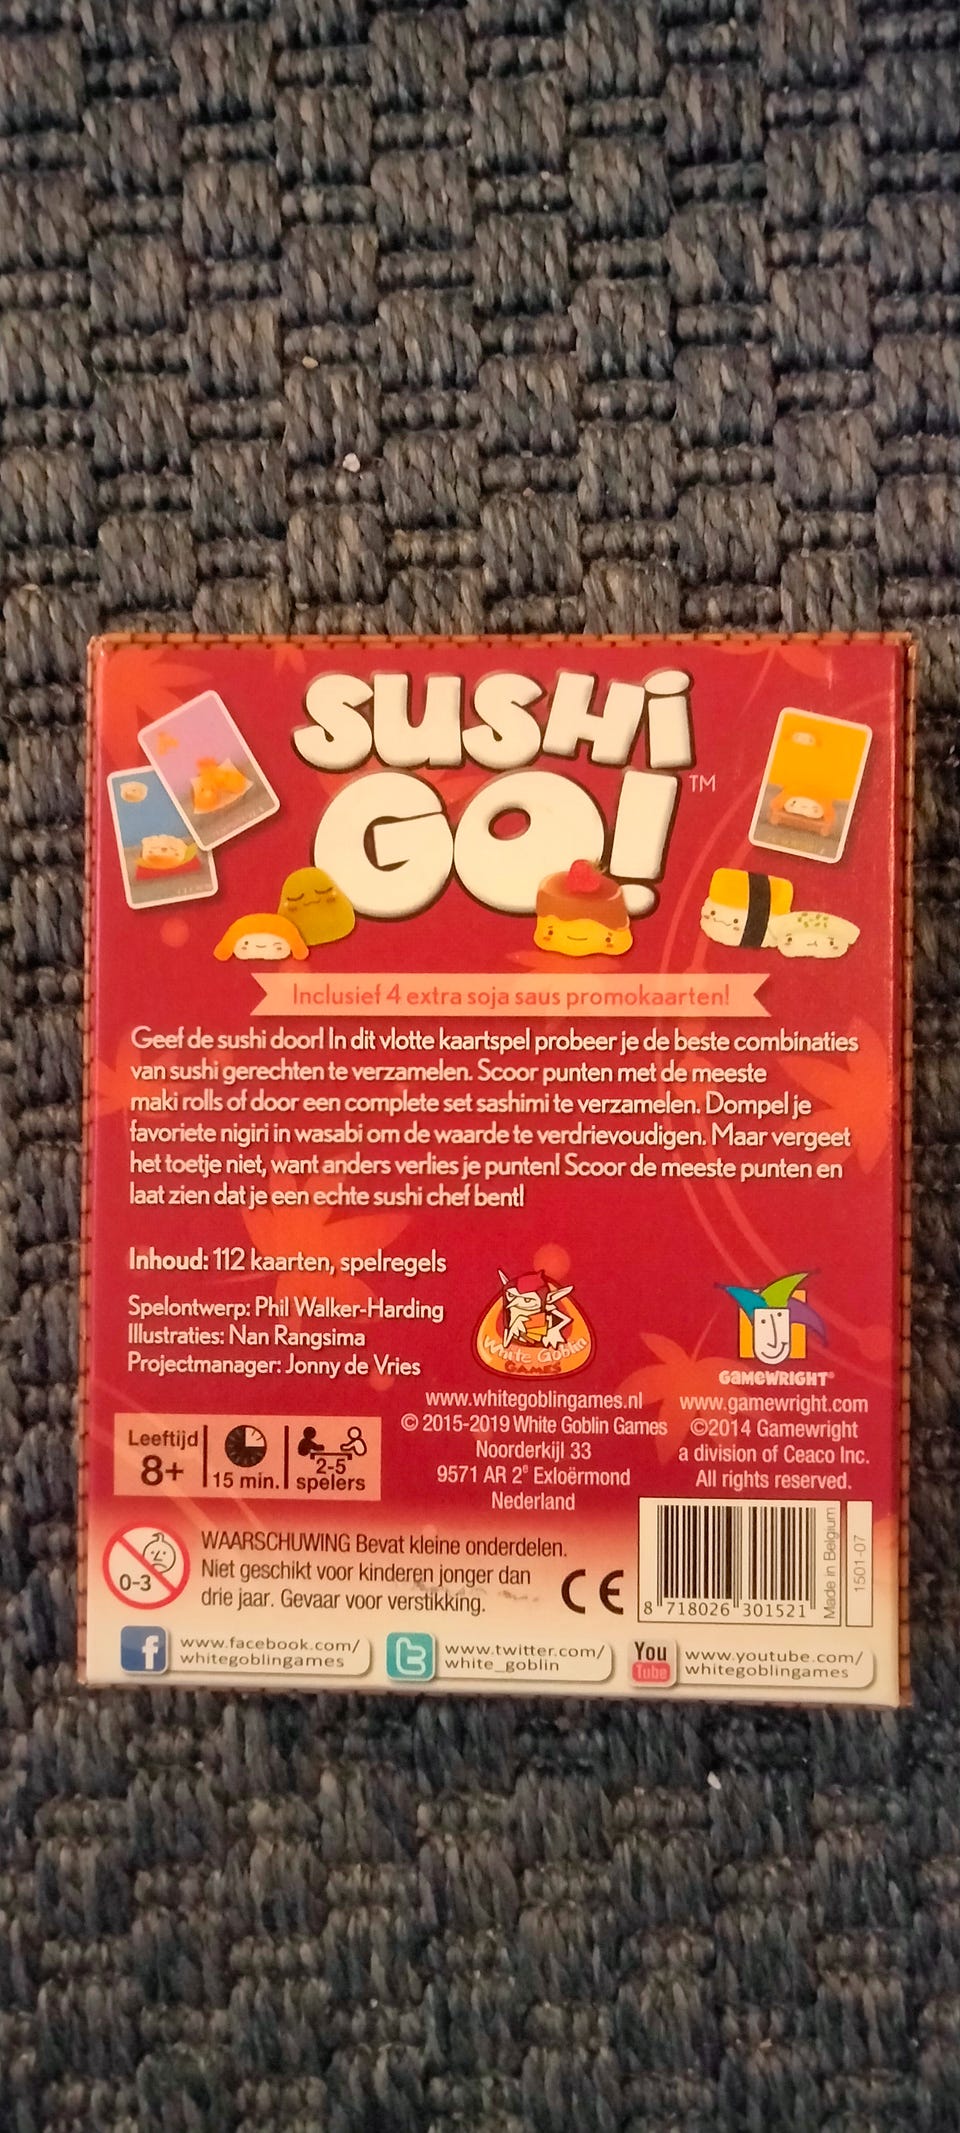 SUSHi
GO!™
Inclusief 4 extra soja saus promokaarten!
Geef de sushi door! In dit vlotte kaartspel probeer je de beste combinaties
van sushi gerechten te verzamelen. Scoor punten met de meeste
maki rolls of door een complete set sashimi te verzamelen. Dompel je
favoriete nigiri in wasabi om de waarde te verdrievoudigen. Maar vergeet
het toetje niet, want anders verlies je punten! Scoor de meeste punten en
laat zien dat je een echte sushi chef bent!
Inhoud: 112 kaarten, spelregels
Spelontwerp: Phil Walker-Harding
Illustraties: Nan Rangsima
Projectmanager: Jonny de Vries
White Goblin
GAMES
www.whitegoblingames.nl
© 2015-2019 White Goblin Games
Noorderkijl 33
9571 AR 2e Exloërmond
Nederland
GAMEWRIGHT®
www.gamewright.com
©2014 Gamewright
a division of Ceaco Inc.
All rights reserved.
Leeftijd
8+
15 min.
2-5
spelers
0-3
WAARSCHUWING Bevat kleine onderdelen.
Niet geschikt voor kinderen jonger dan
drie jaar. Gevaar voor verstikking.
CE
8 718026 301521
Made in Belgium
1501-07
f
www.facebook.com/
whitegoblingames
t
www.twitter.com/
white_goblin
You
Tube
www.youtube.com/
whitegoblingames